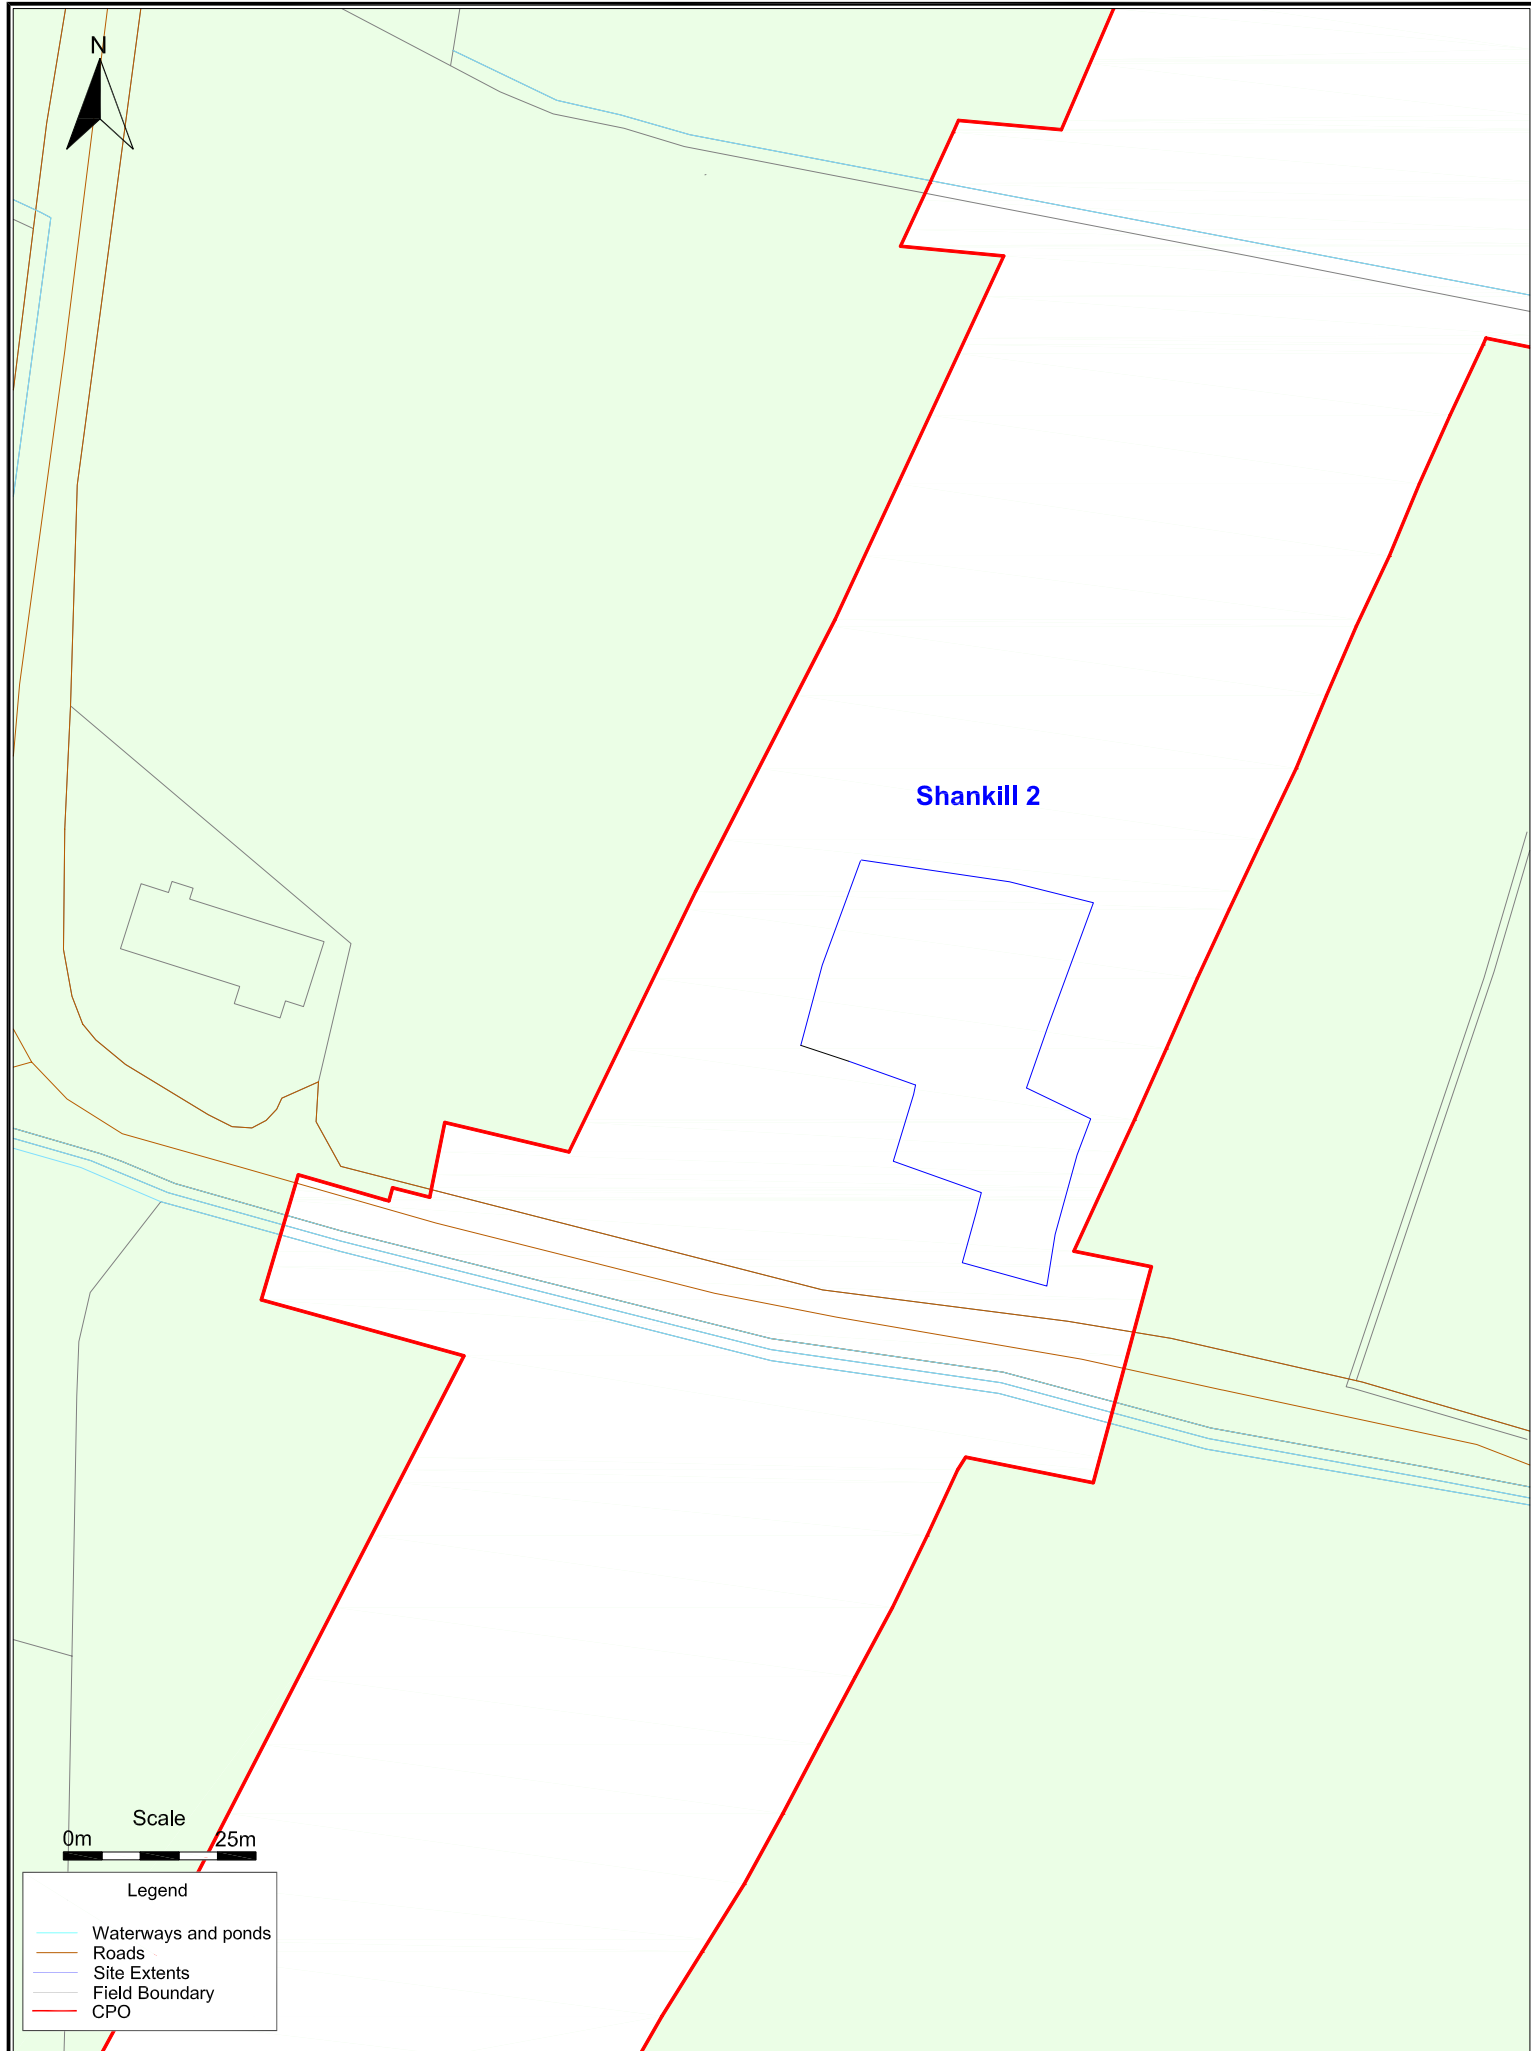 N
Shankill 2
Scale
0m 25m
Legend
Waterways and ponds
Roads
Site Extents
Field Boundary
CPO